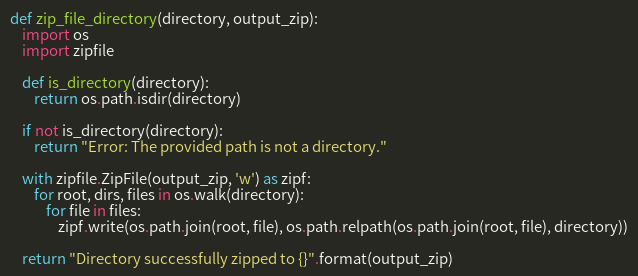 def zip_file_directory(directory, output_zip):
    import os
    import zipfile

    def is_directory(directory):
        return os.path.isdir(directory)

    if not is_directory(directory):
        return "Error: The provided path is not a directory."

    with zipfile.ZipFile(output_zip, 'w') as zipf:
        for root, dirs, files in os.walk(directory):
            for file in files:
                zipf.write(os.path.join(root, file), os.path.relpath(os.path.join(root, file), directory))

    return "Directory successfully zipped to {}".format(output_zip)